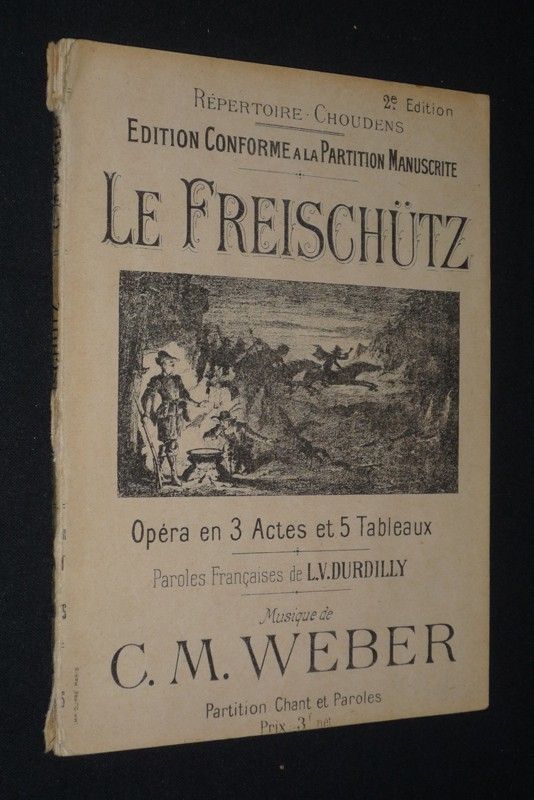 2e Edition
RÉPERTOIRE·CHOUDENS
EDITION CONFORME A LA PARTITION MANUSCRITE
LE FREISCHÜTZ
Opéra en 3 Actes et 5 Tableaux
Paroles Françaises de L.V.DURDILLY
Musique de
C. M. WEBER
Partition Chant et Paroles
Prix 3f net